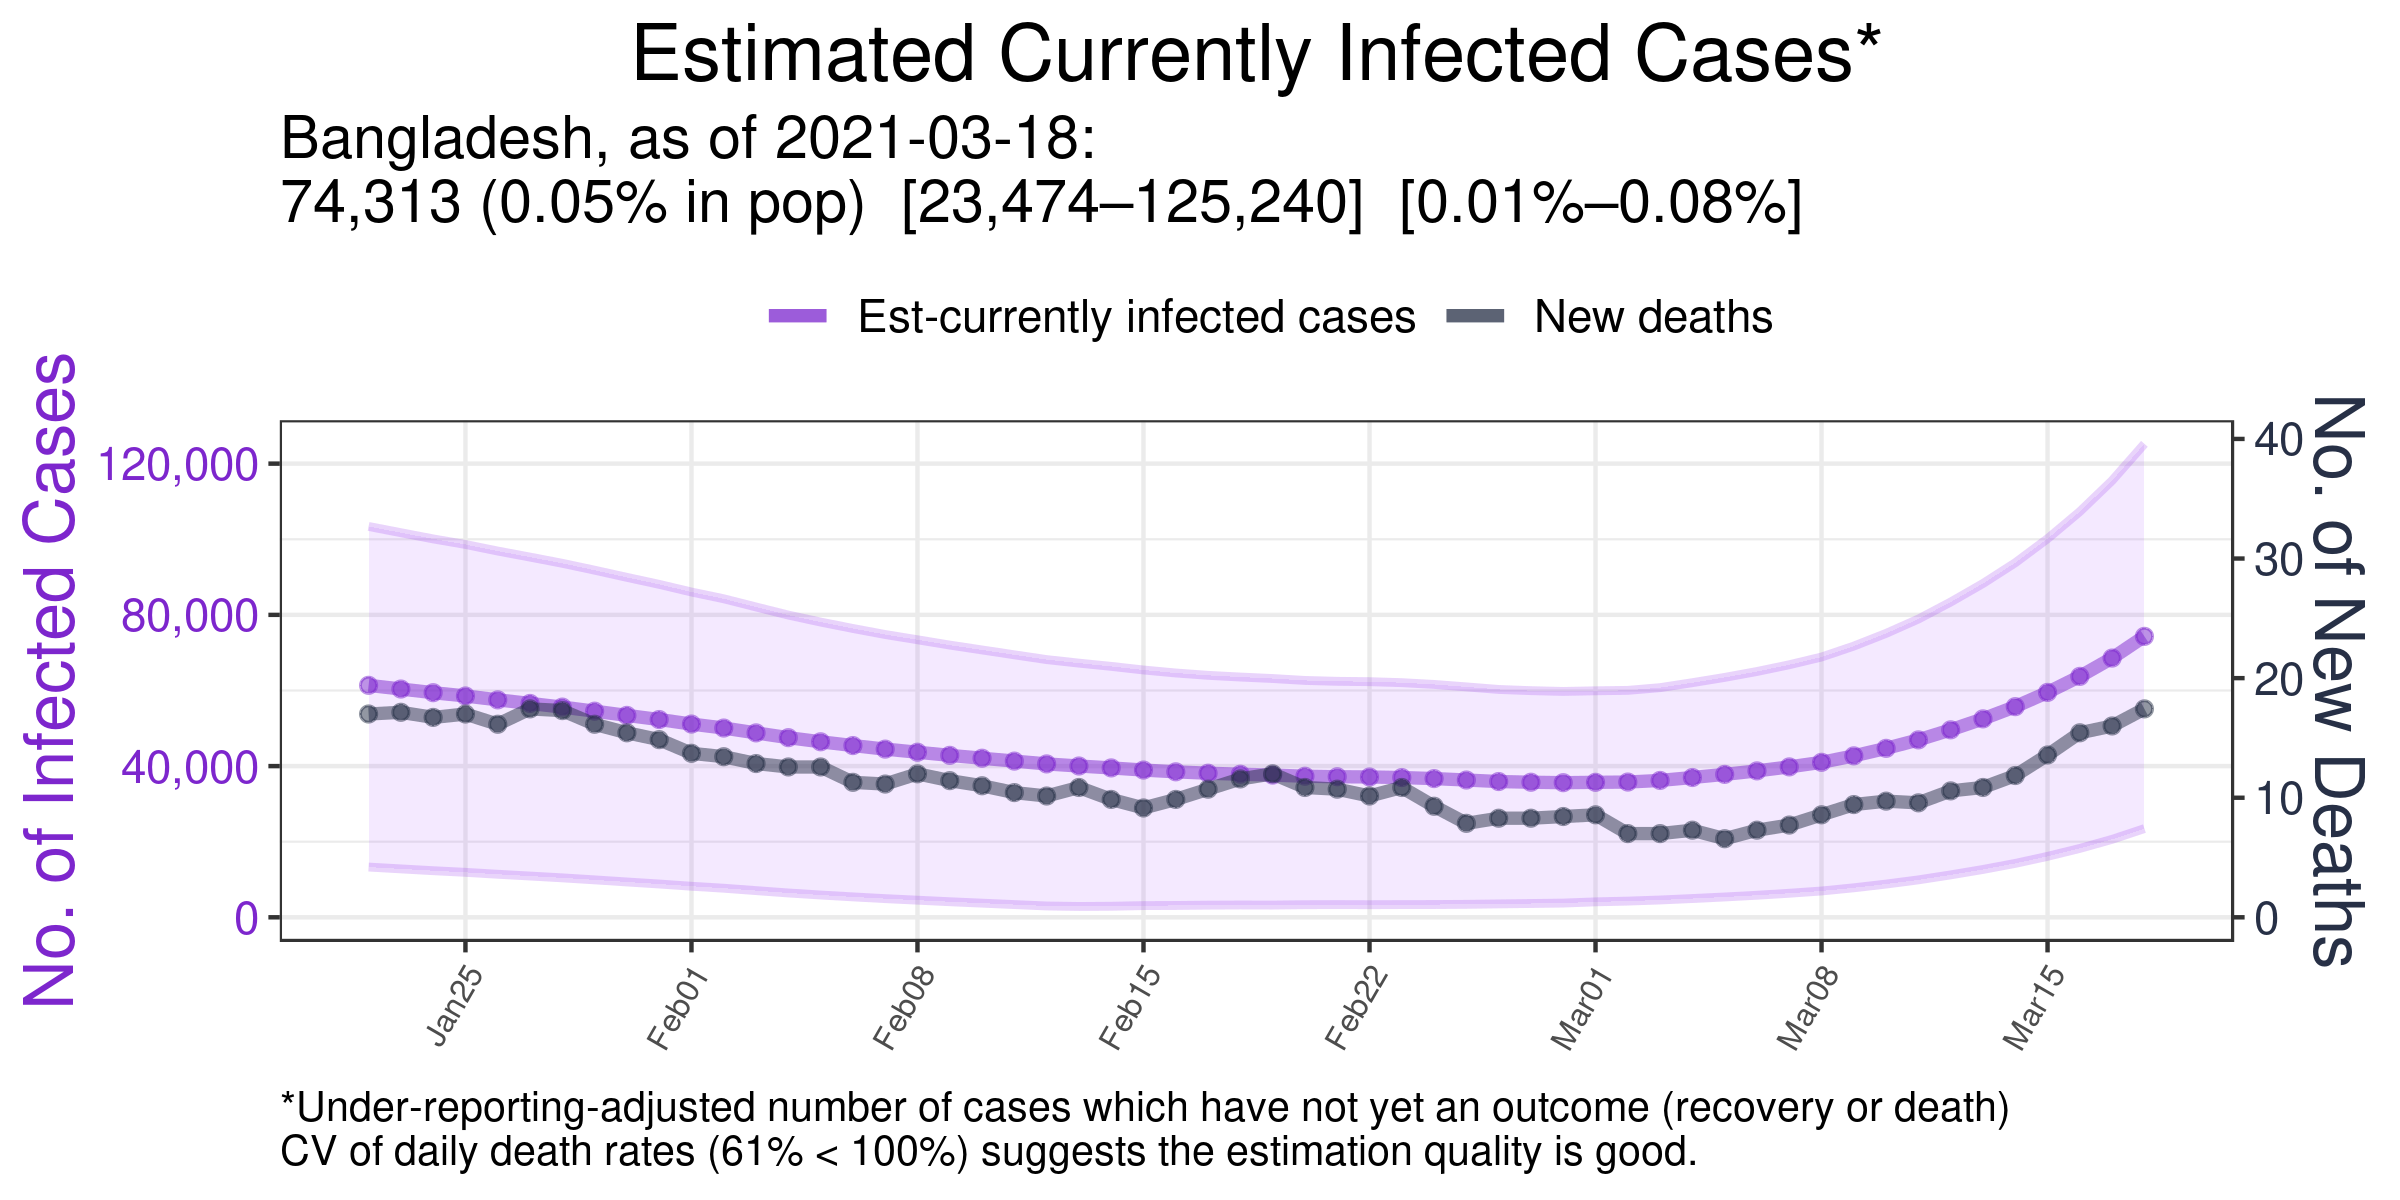 Estimated Currently Infected Cases*
Bangladesh, as of 2021-03-18:
74,313 (0.05% in pop)  [23,474–125,240]  [0.01%–0.08%]
Est-currently infected cases
New deaths
No. of Infected Cases
120,000
80,000
40,000
0
40
30
20
10
0
No. of New Deaths
Jan25
Feb01
Feb08
Feb15
Feb22
Mar01
Mar08
Mar15
*Under-reporting-adjusted number of cases which have not yet an outcome (recovery or death)
CV of daily death rates (61% < 100%) suggests the estimation quality is good.